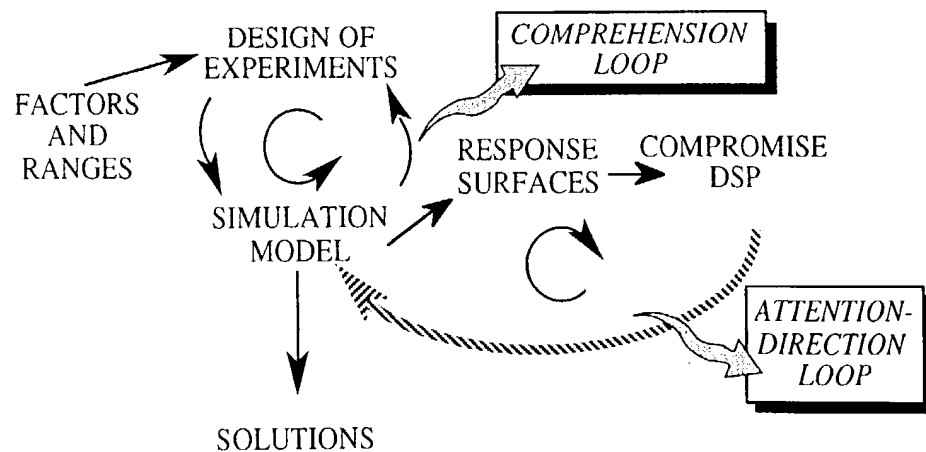 DESIGN OF
EXPERIMENTS
COMPREHENSION
LOOP
FACTORS
AND
RANGES
RESPONSE
SURFACES
COMPROMISE
DSP
SIMULATION
MODEL
ATTENTION-
DIRECTION
LOOP
SOLUTIONS